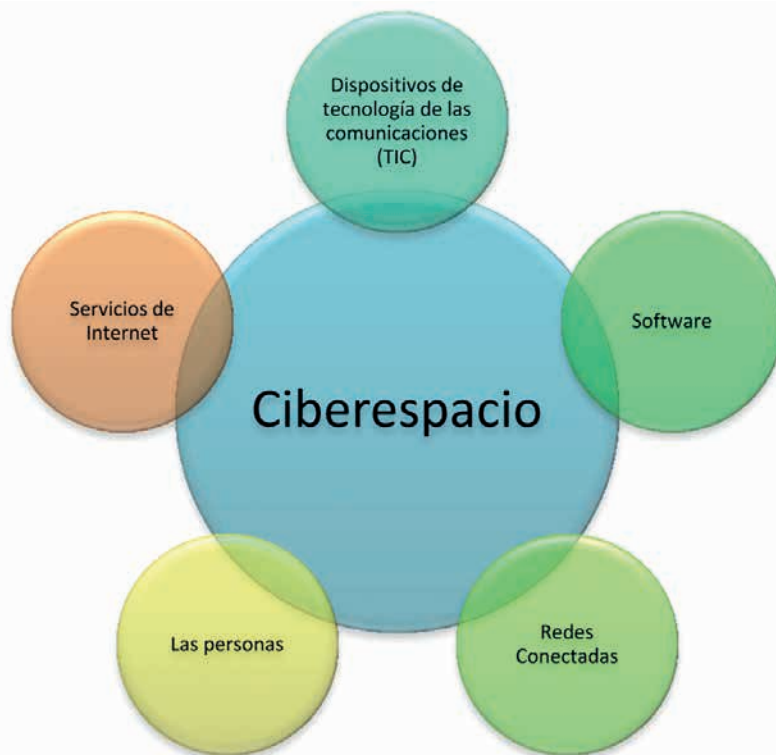 Dispositivos de
tecnología de las
comunicaciones
(TIC)
Servicios de
Internet
Software
Ciberespacio
Las personas
Redes
Conectadas